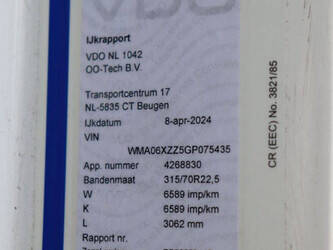 VDO
IJkrapport
VDO NL 1042
OO-Tech B.V.
Transportcentrum 17
NL-5835 CT Beugen
IJkdatum 8-apr-2024
VIN
WMA06XZZ5GP075435
App. nummer 4268830
Bandenmaat 315/70R22,5
W 6589 imp/km
K 6589 imp/km
L 3062 mm
Rapport nr.
CR (EEC) No. 3821/85